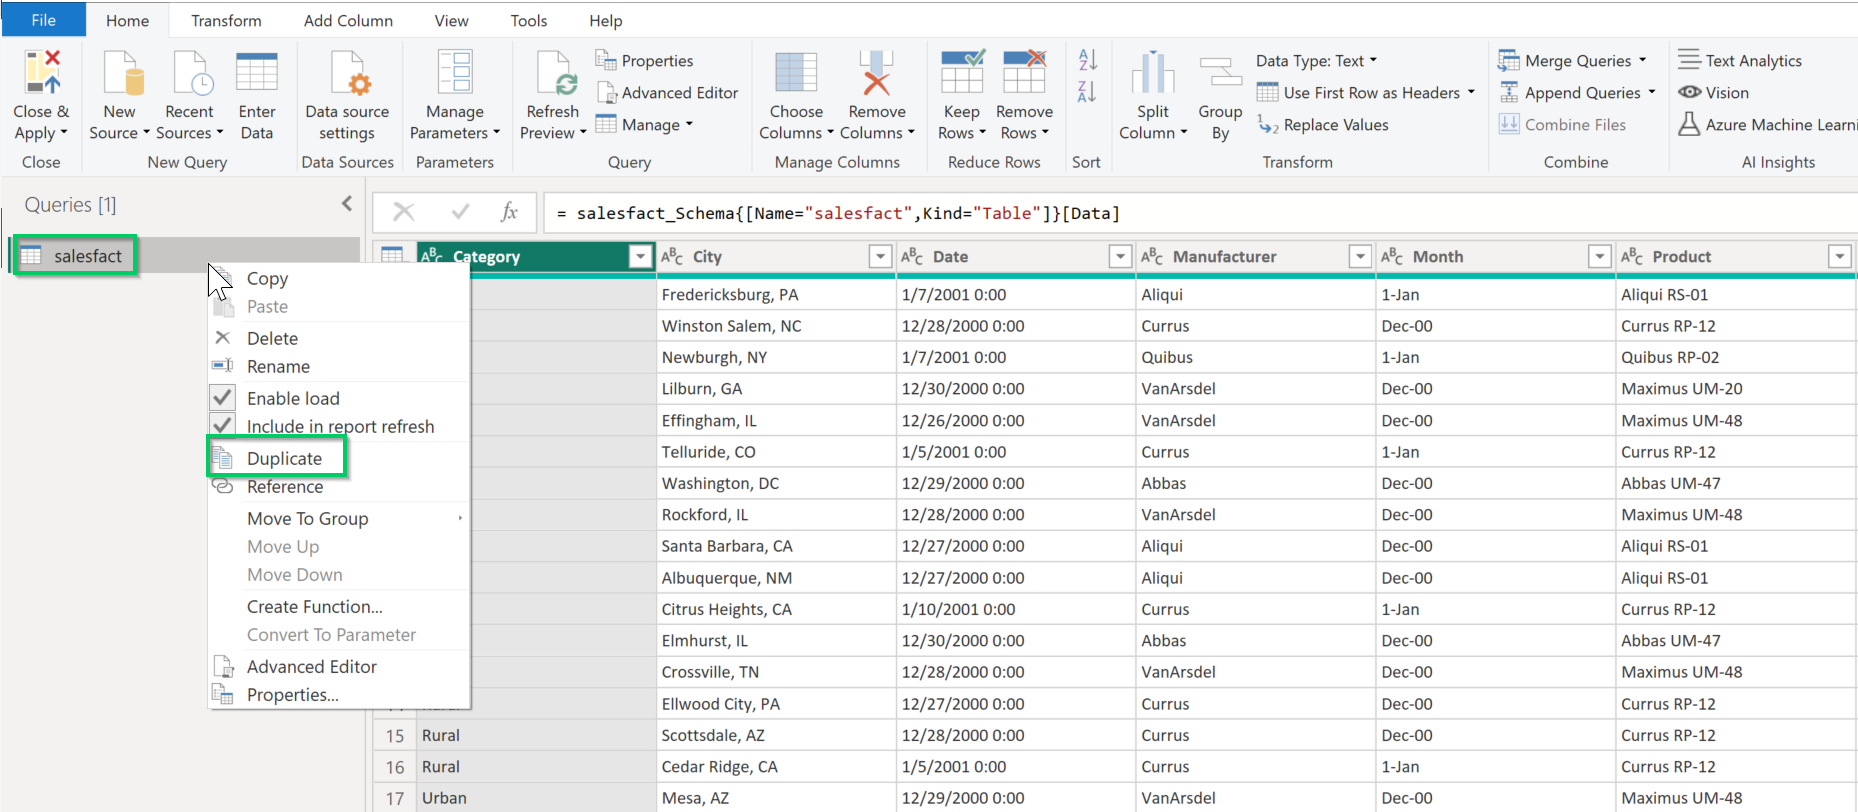 File Home Transform Add Column View Tools Help
Close & Apply
Close
New Source
Recent Sources
Enter Data
New Query
Data source settings
Data Sources
Manage Parameters
Parameters
Refresh Preview
Properties
Advanced Editor
Manage
Query
Choose Columns
Remove Columns
Manage Columns
Keep Rows
Remove Rows
Reduce Rows
A Z
Z A
Sort
Split Column
Group By
Data Type: Text
Use First Row as Headers
1 2 Replace Values
Transform
Merge Queries
Append Queries
Combine Files
Combine
Text Analytics
Vision
Azure Machine Learni
AI Insights
Queries [1]
salesfact
fx
= salesfact_Schema{[Name="salesfact",Kind="Table"]}[Data]
Copy
Paste
Delete
Rename
Enable load
Include in report refresh
Duplicate
Reference
Move To Group
Move Up
Move Down
Create Function...
Convert To Parameter
Advanced Editor
Properties...
ABC Category ABC City ABC Date ABC Manufacturer ABC Month ABC Product
Fredericksburg, PA 1/7/2001 0:00 Aliqui 1-Jan Aliqui RS-01
Winston Salem, NC 12/28/2000 0:00 Currus Dec-00 Currus RP-12
Newburgh, NY 1/7/2001 0:00 Quibus 1-Jan Quibus RP-02
Lilburn, GA 12/30/2000 0:00 VanArsdel Dec-00 Maximus UM-20
Effingham, IL 12/26/2000 0:00 VanArsdel Dec-00 Maximus UM-48
Telluride, CO 1/5/2001 0:00 Currus 1-Jan Currus RP-12
Washington, DC 12/29/2000 0:00 Abbas Dec-00 Abbas UM-47
Rockford, IL 12/28/2000 0:00 VanArsdel Dec-00 Maximus UM-48
Santa Barbara, CA 12/27/2000 0:00 Aliqui Dec-00 Aliqui RS-01
Albuquerque, NM 12/27/2000 0:00 Aliqui Dec-00 Aliqui RS-01
Citrus Heights, CA 1/10/2001 0:00 Currus 1-Jan Currus RP-12
Elmhurst, IL 12/30/2000 0:00 Abbas Dec-00 Abbas UM-47
Crossville, TN 12/28/2000 0:00 VanArsdel Dec-00 Maximus UM-48
Ellwood City, PA 12/27/2000 0:00 Currus Dec-00 Currus RP-12
15 Rural Scottsdale, AZ 12/28/2000 0:00 Currus Dec-00 Currus RP-12
16 Rural Cedar Ridge, CA 1/5/2001 0:00 Currus 1-Jan Currus RP-12
17 Urban Mesa, AZ 12/29/2000 0:00 VanArsdel Dec-00 Maximus UM-48